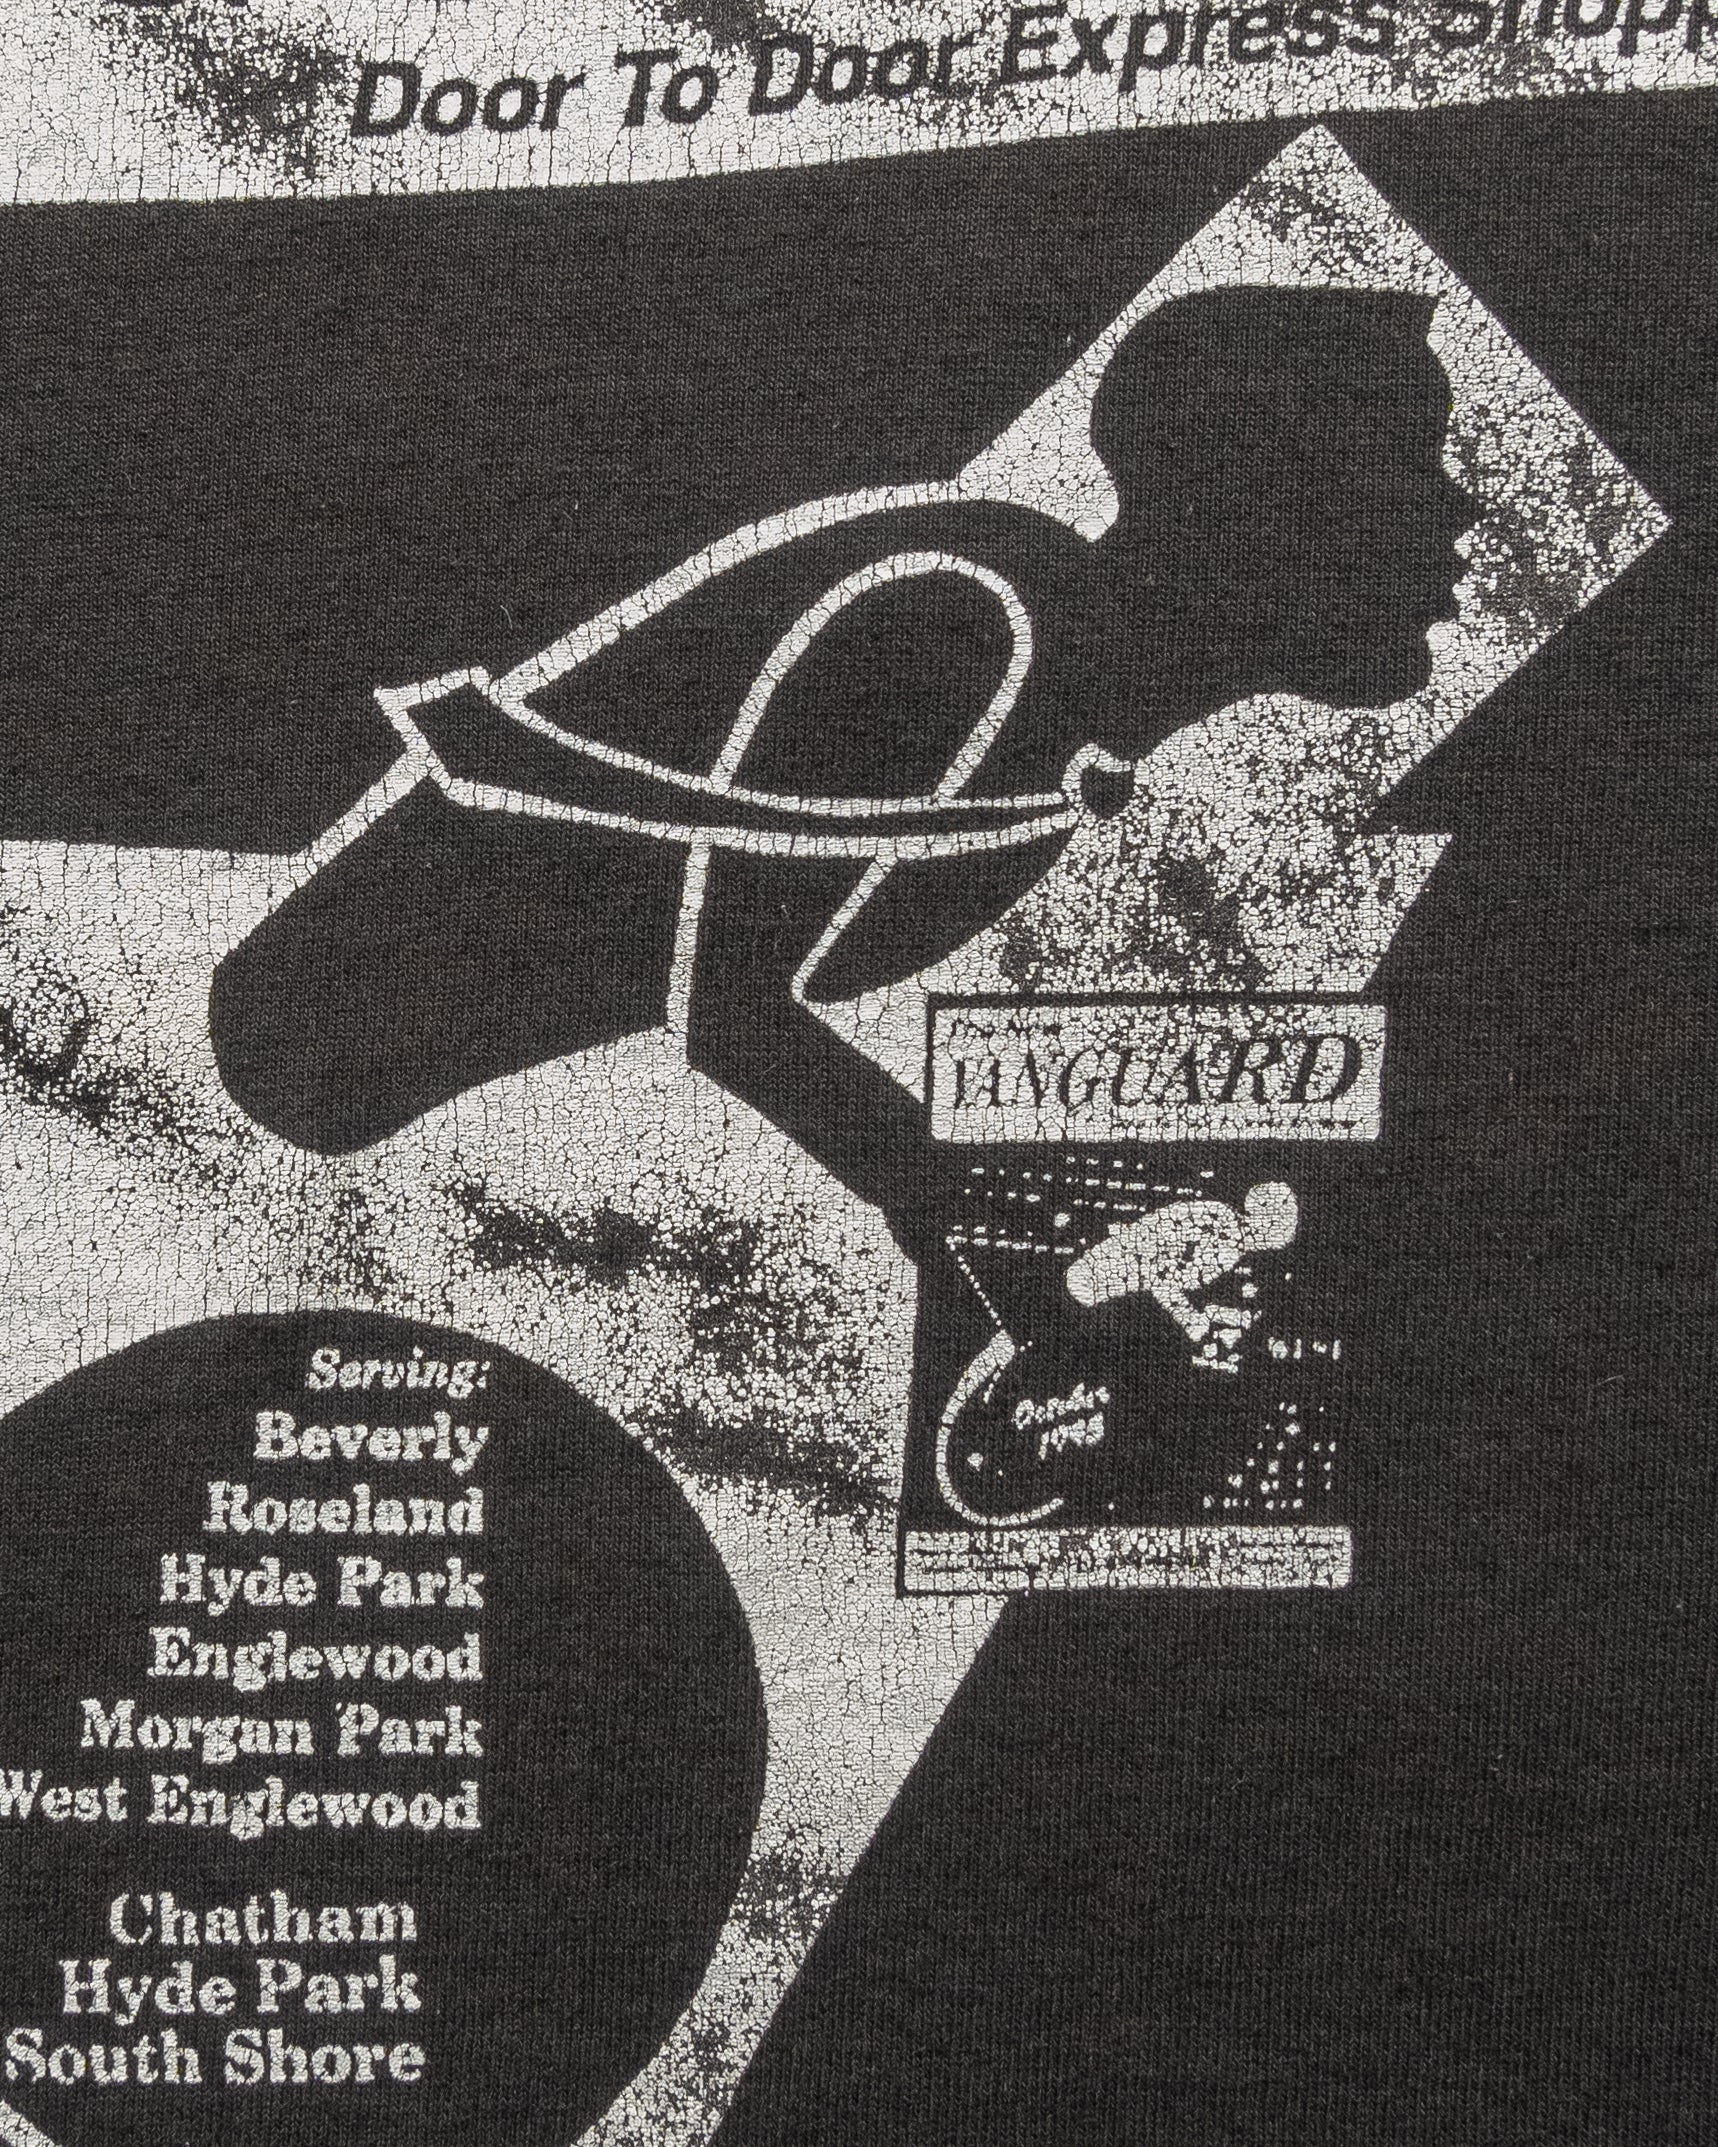 Door To Door Express
VANGUARD
Serving:
Beverly
Roseland
Hyde Park
Englewood
Morgan Park
West Englewood
Chatham
Hyde Park
South Shore